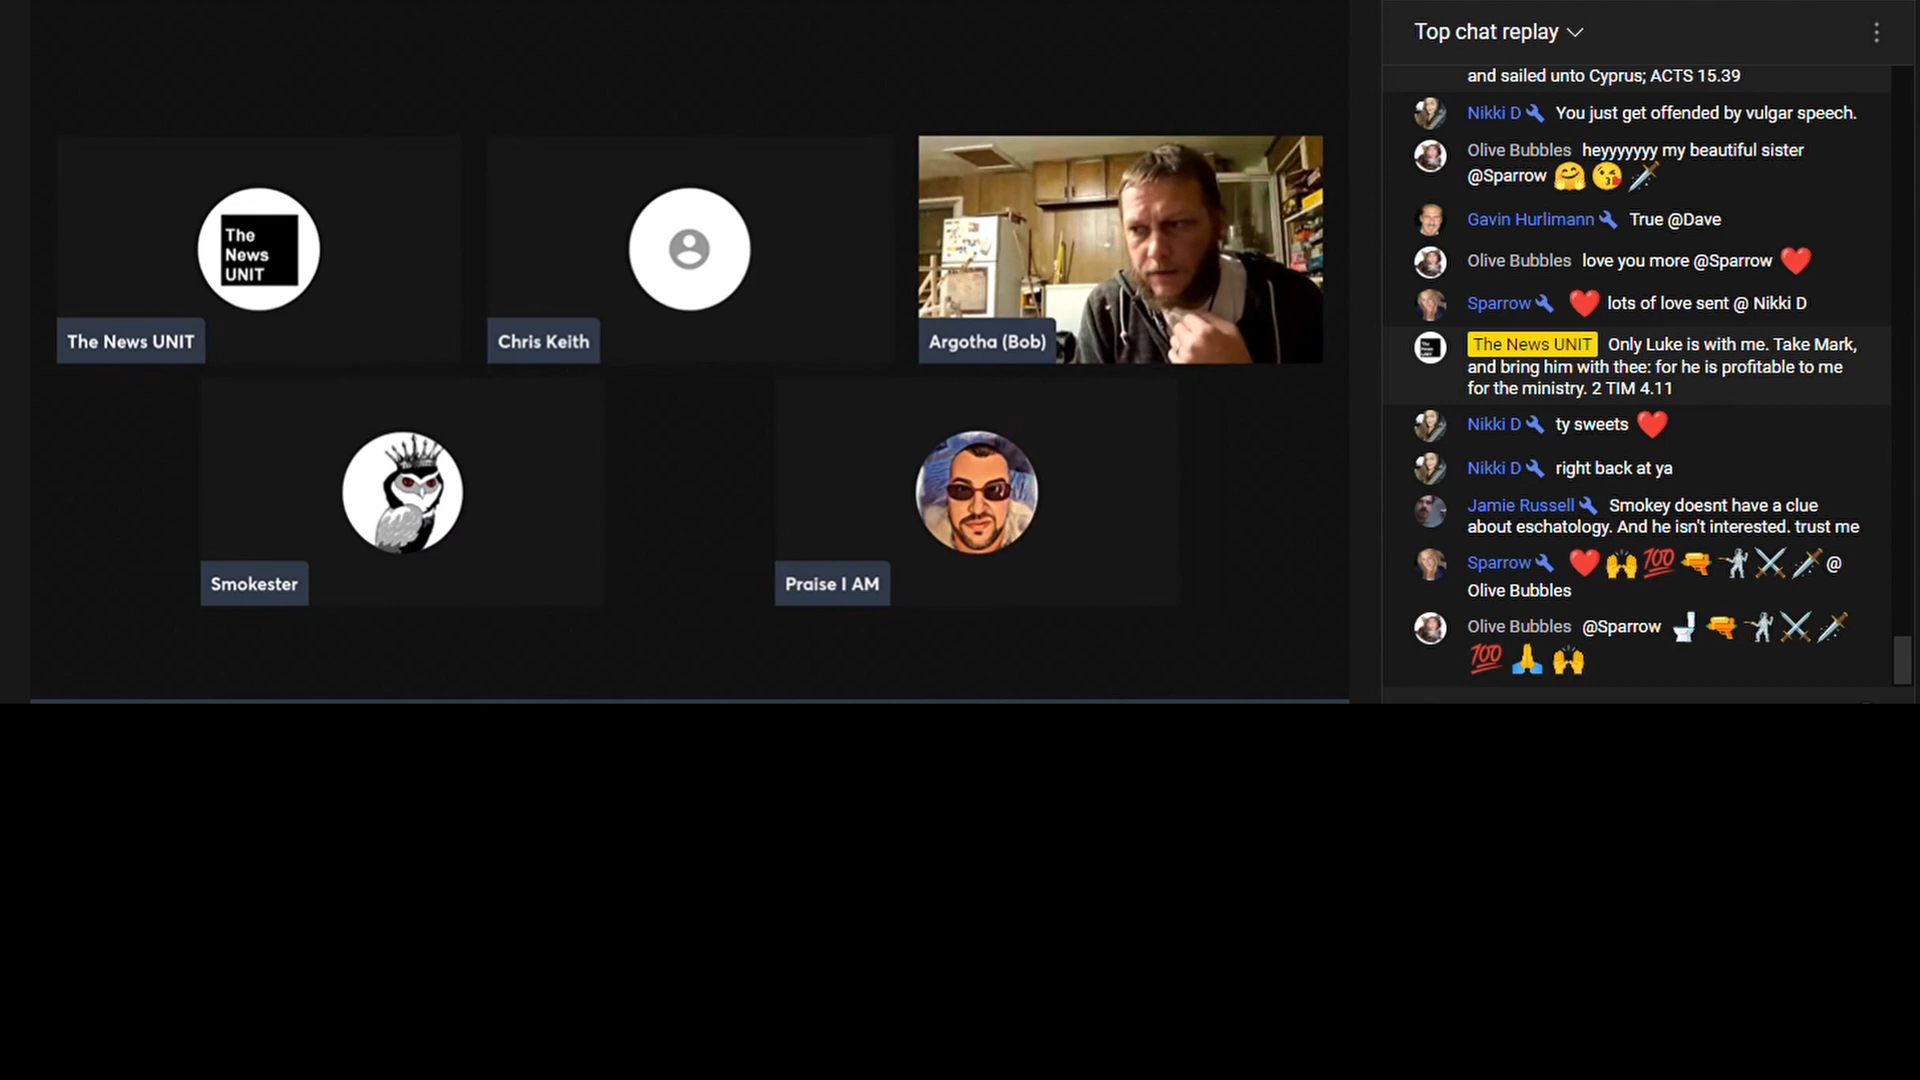 The
News
UNIT
The News UNIT
Chris Keith
Argotha (Bob)
Smokester
Praise I AM
Top chat replay
and sailed unto Cyprus; ACTS 15.39
Nikki D You just get offended by vulgar speech.
Olive Bubbles heyyyyyyy my beautiful sister
@Sparrow 🤗 😘 🗡️
Gavin Hurlimann True @Dave
Olive Bubbles love you more @Sparrow ❤️
Sparrow ❤️ lots of love sent @ Nikki D
The News UNIT Only Luke is with me. Take Mark,
and bring him with thee: for he is profitable to me
for the ministry. 2 TIM 4.11
Nikki D ty sweets ❤️
Nikki D right back at ya
Jamie Russell Smokey doesnt have a clue
about eschatology. And he isn't interested. trust me
Sparrow ❤️ 🙌 💯 🔫 🤺 ⚔️ 🗡️ @
Olive Bubbles
Olive Bubbles @Sparrow 🚽 🔫 🤺 ⚔️ 🗡️
💯 🙏 🙌